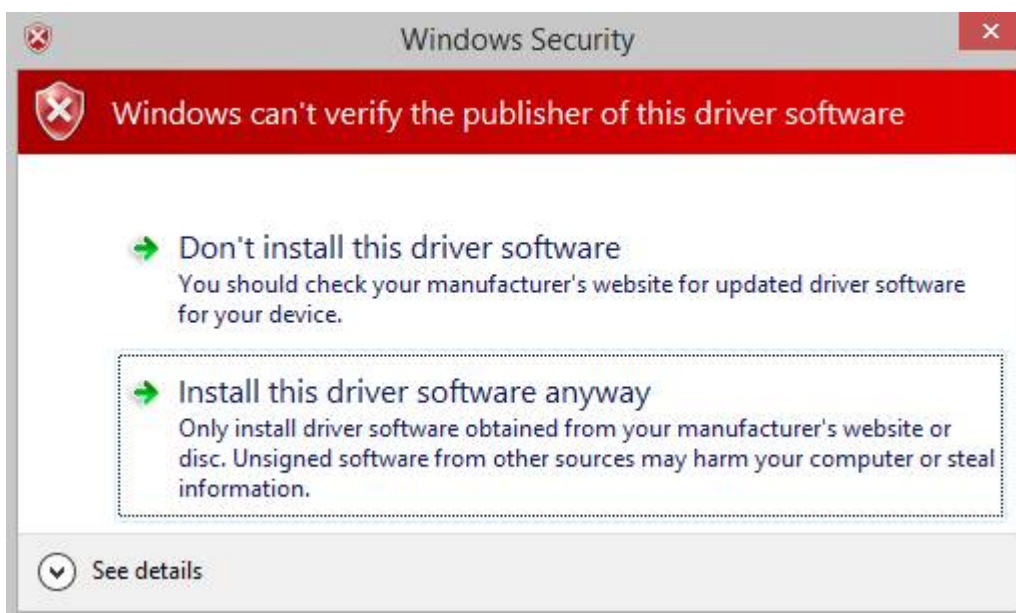 Windows Security
Windows can't verify the publisher of this driver software
Don't install this driver software
You should check your manufacturer's website for updated driver software
for your device.
Install this driver software anyway
Only install driver software obtained from your manufacturer's website or
disc. Unsigned software from other sources may harm your computer or steal
information.
See details